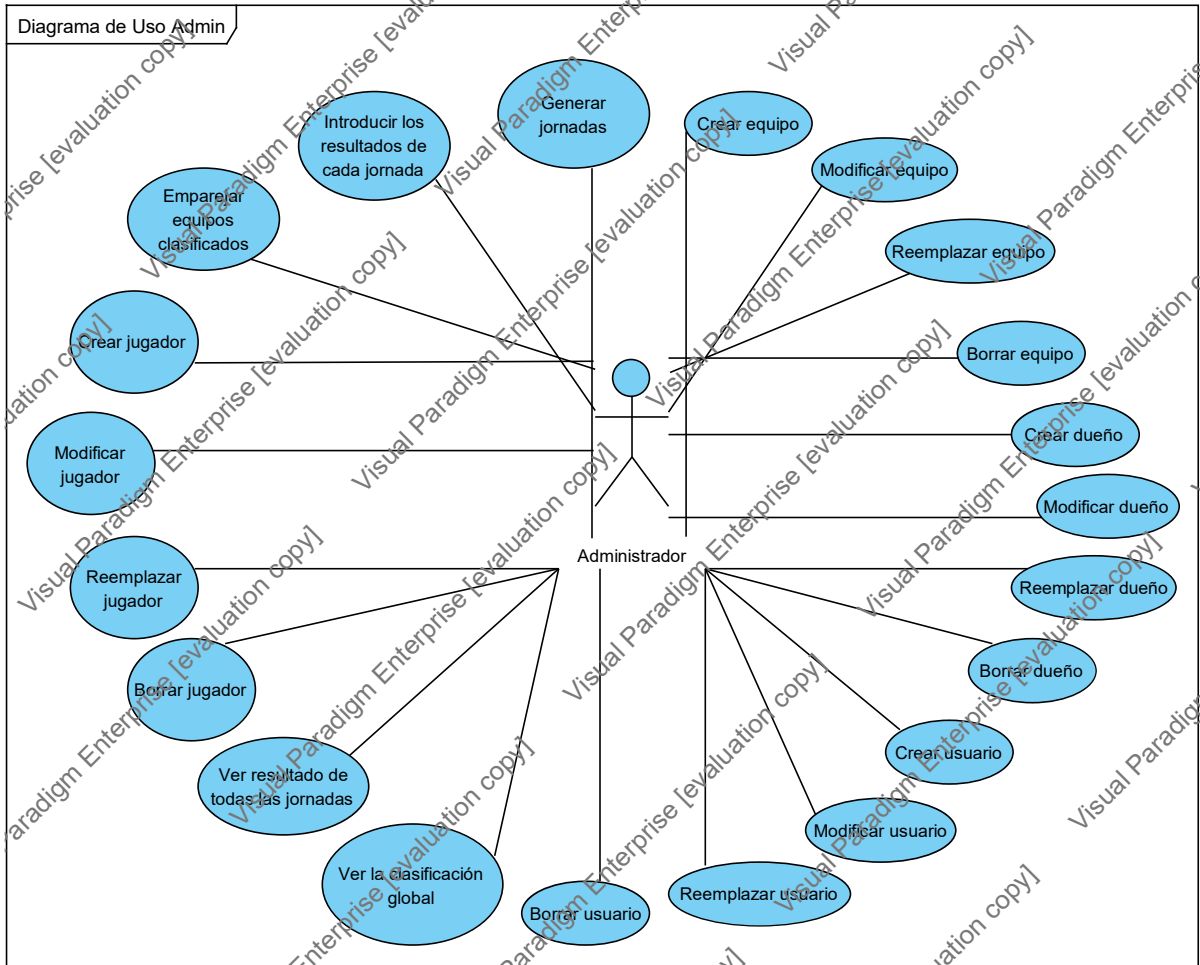 Diagrama de Uso Admin
Generar
jornadas
Introducir los
resultados de
cada jornada
Crear equipo
Modificar equipo
Emparejar
equipos
clasificados
Reemplazar equipo
Crear jugador
Borrar equipo
Crear dueño
Modificar
jugador
Modificar dueño
Administrador
Reemplazar
jugador
Reemplazar dueño
Borrar jugador
Borrar dueño
Crear usuario
Ver resultado de
todas las jornadas
Modificar usuario
Ver la clasificación
global
Reemplazar usuario
Borrar usuario
Visual Paradigm Enterprise [evaluation copy]